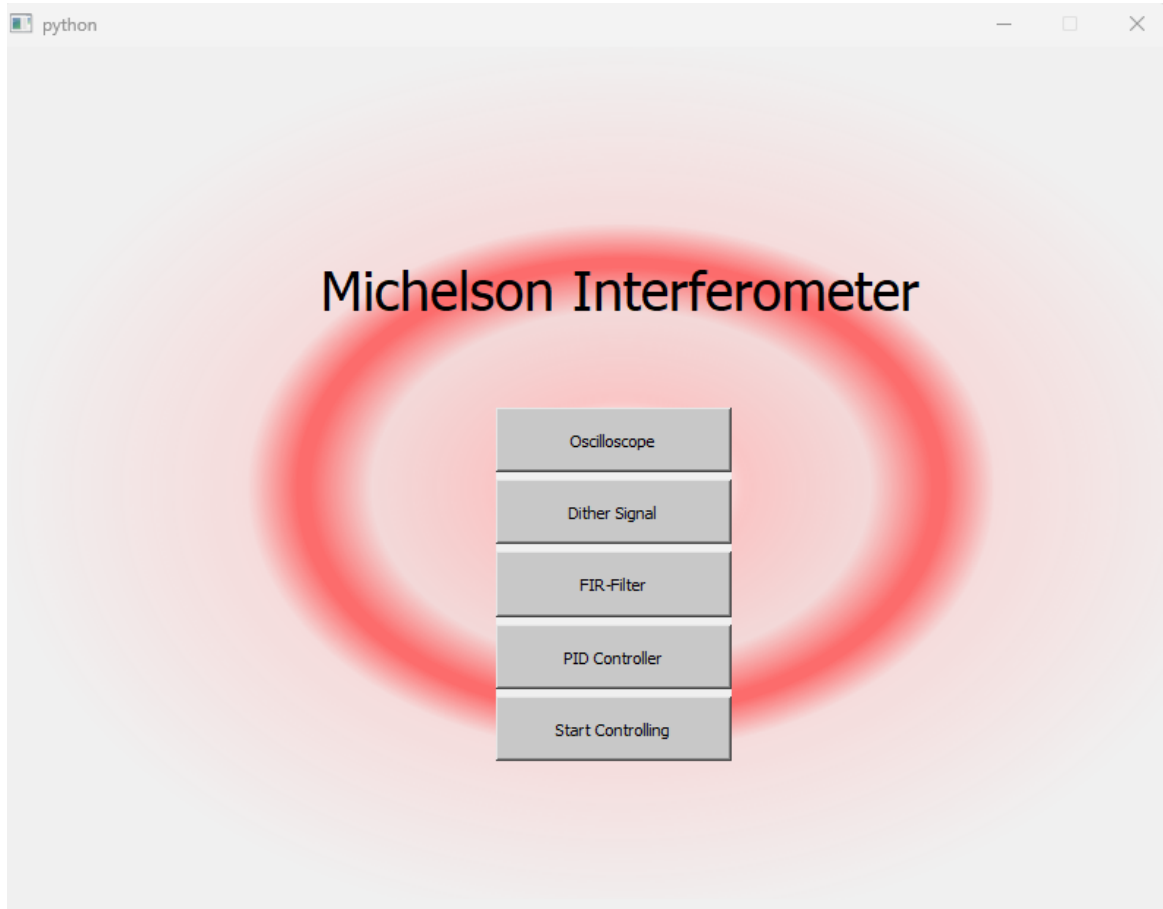 python
Michelson Interferometer
Oscilloscope
Dither Signal
FIR-Filter
PID Controller
Start Controlling